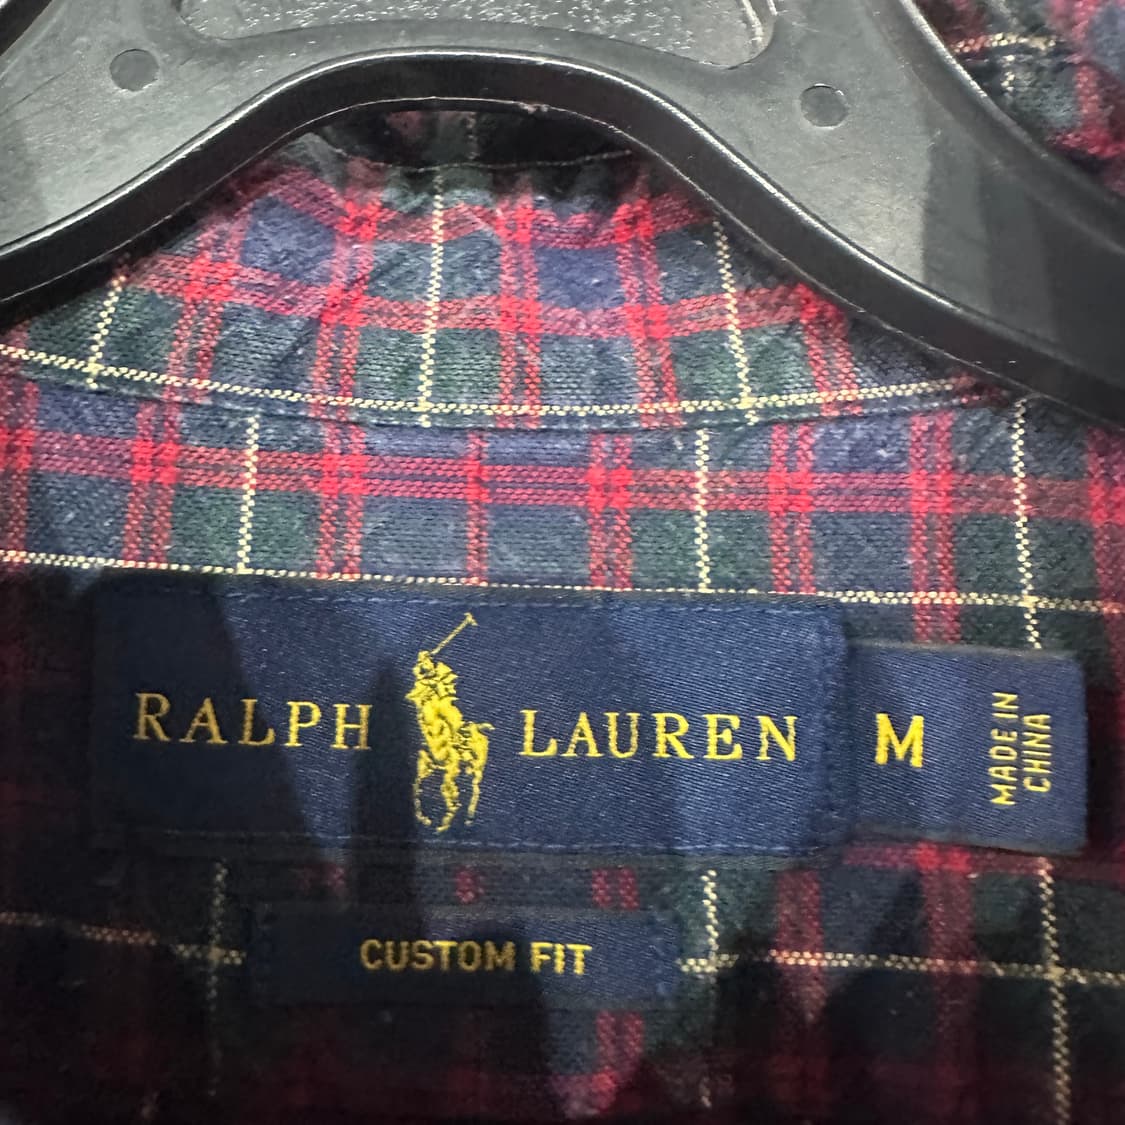 RALPH LAUREN
M
MADE IN
CHINA
CUSTOM FIT